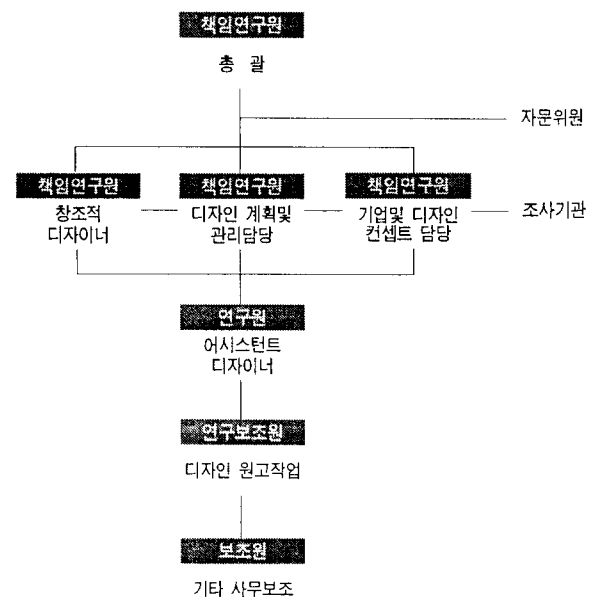 책임연구원
총 괄
자문위원
책임연구원
책임연구원
책임연구원
창조적
디자이너
디자인 계획및
관리담당
기업및 디자인
컨셉트 담당
조사기관
연구원
어시스턴트
디자이너
연구보조원
디자인 원고작업
보조원
기타 사무보조